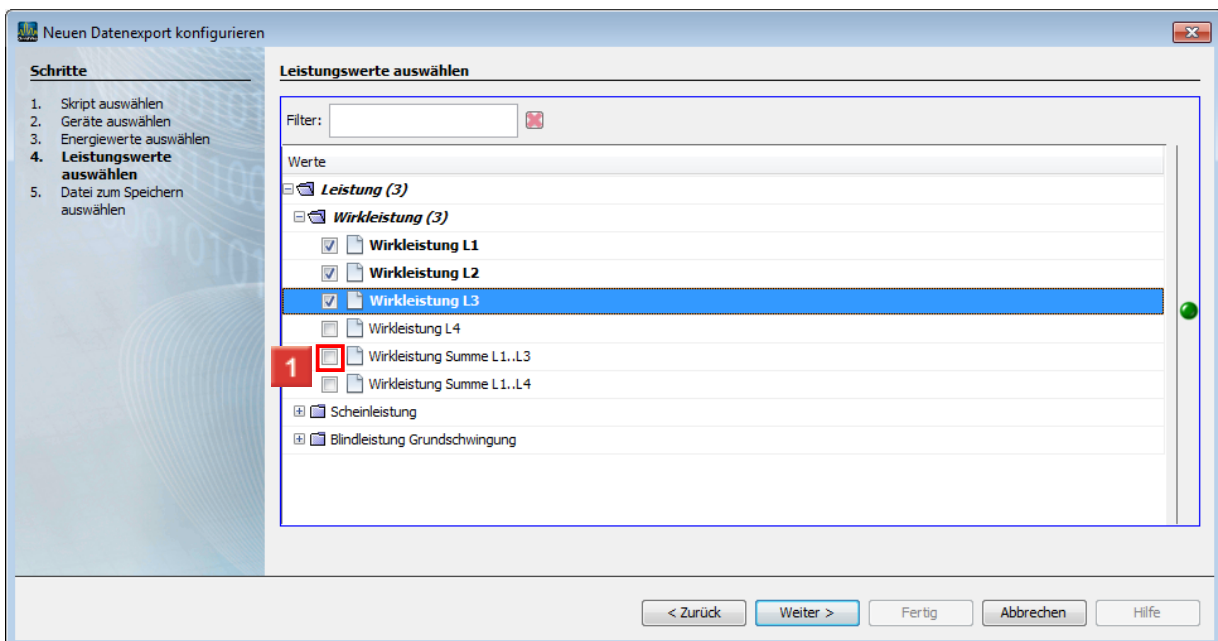 Neuen Datenexport konfigurieren
Schritte
1. Skript auswählen
2. Geräte auswählen
3. Energiewerte auswählen
4. Leistungswerte
auswählen
5. Datei zum Speichern
auswählen
Leistungswerte auswählen
Filter:
Werte
Leistung (3)
Wirkleistung (3)
Wirkleistung L1
Wirkleistung L2
Wirkleistung L3
Wirkleistung L4
1 Wirkleistung Summe L1..L3
Wirkleistung Summe L1..L4
Scheinleistung
Blindleistung Grundschwingung
< Zurück Weiter > Fertig Abbrechen Hilfe